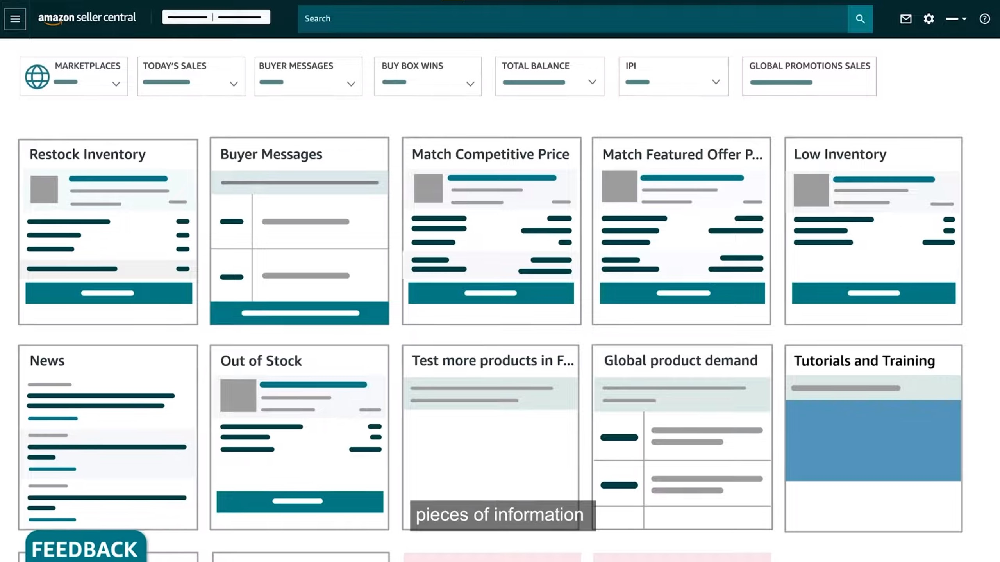 amazon seller central
Search
MARKETPLACES
TODAY'S SALES
BUYER MESSAGES
BUY BOX WINS
TOTAL BALANCE
IPI
GLOBAL PROMOTIONS SALES
Restock Inventory
Buyer Messages
Match Competitive Price
Match Featured Offer P...
Low Inventory
News
Out of Stock
Test more products in F...
Global product demand
Tutorials and Training
pieces of information
FEEDBACK